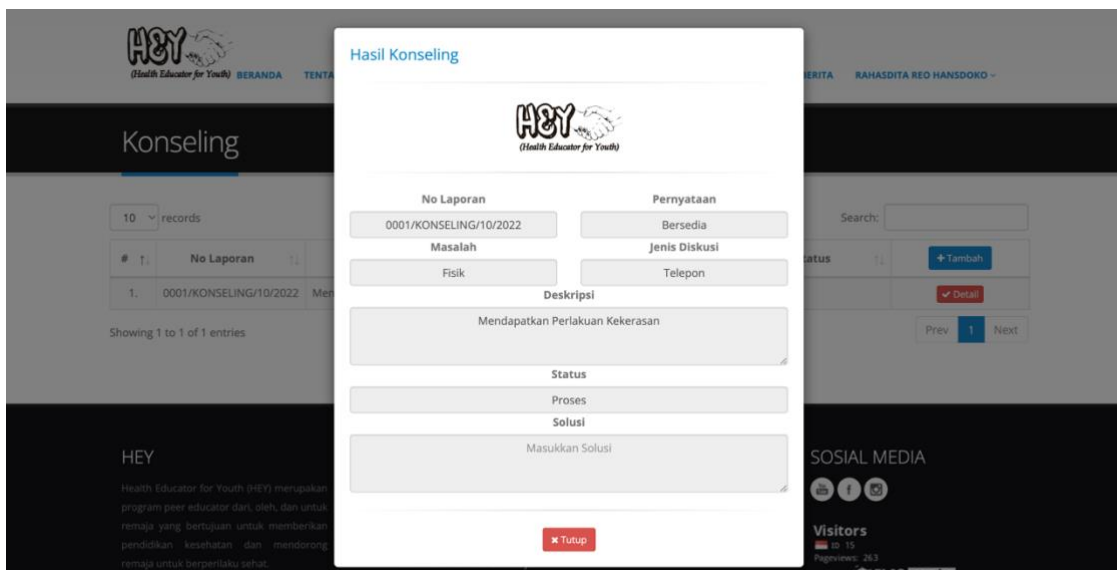 HEY
(Health Educator for Youth)
BERANDA TENTA
BERITA RAHASDITA REO HANSDOKO
Konseling
10 records
Search:
# No Laporan
tatus
+ Tambah
1. 0001/KONSELING/10/2022 Men
Detail
Showing 1 to 1 of 1 entries
Prev 1 Next
Hasil Konseling
HEY
(Health Educator for Youth)
No Laporan Pernyataan
0001/KONSELING/10/2022 Bersedia
Masalah Jenis Diskusi
Fisik Telepon
Deskripsi
Mendapatkan Perlakuan Kekerasan
Status
Proses
Solusi
Masukkan Solusi
× Tutup
HEY
Health Educator for Youth (HEY) merupakan
program peer educator dari, oleh, dan untuk
remaja yang bertujuan untuk memberikan
pendidikan kesehatan dan mendorong
remaja untuk berperilaku sehat.
SOSIAL MEDIA
Visitors
ID 15
Pageviews: 263